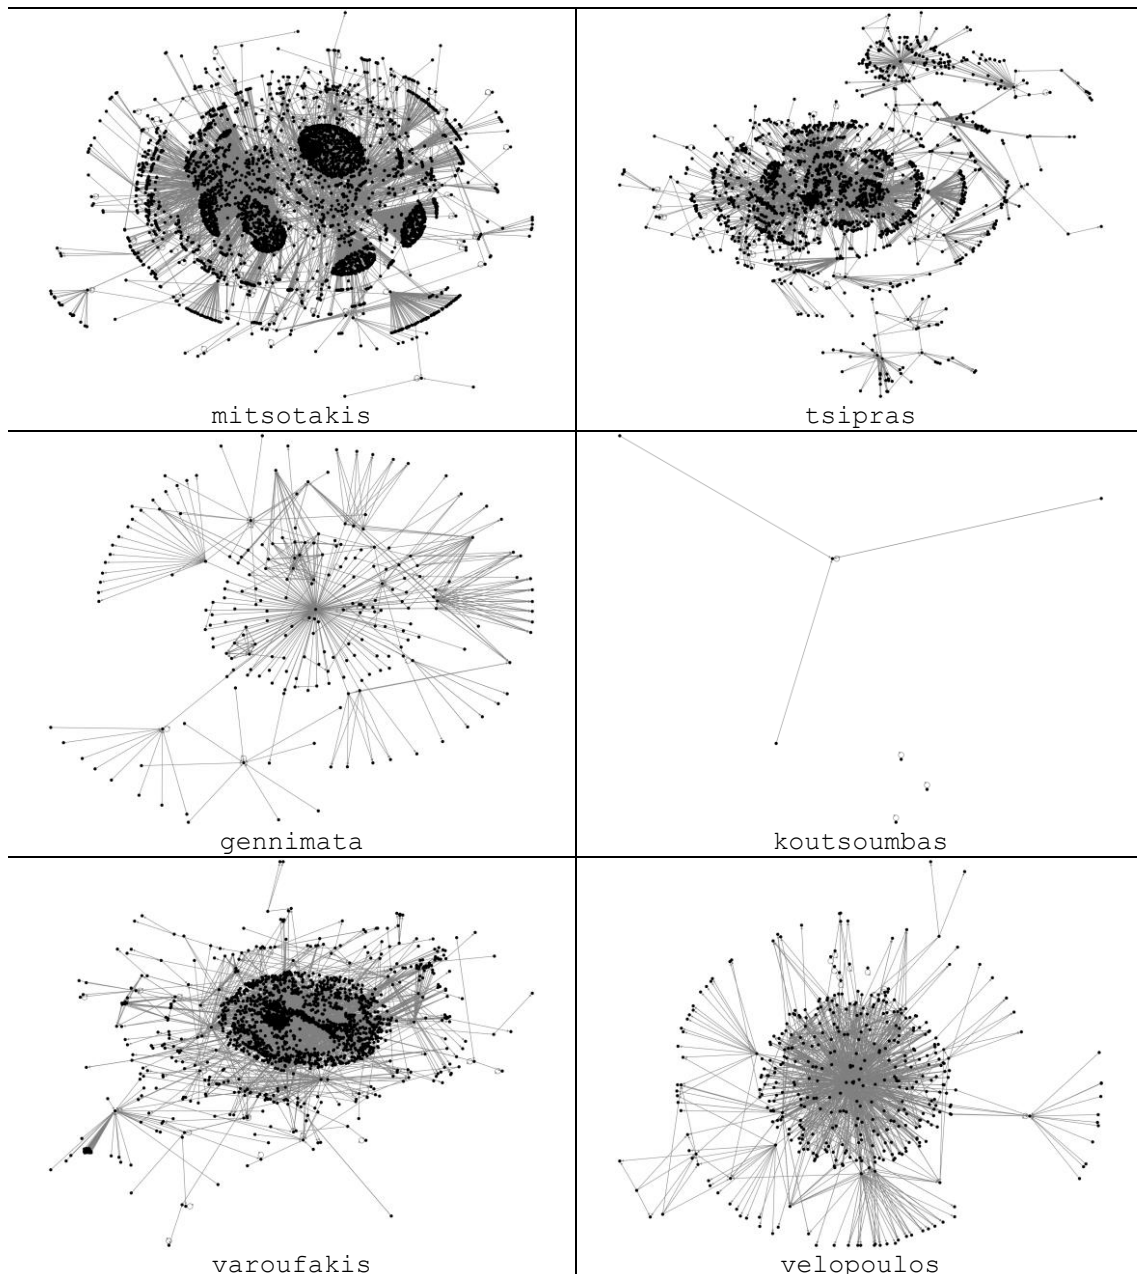 mitsotakis
tsipras
gennimata
koutsoumbas
varoufakis
velopoulos